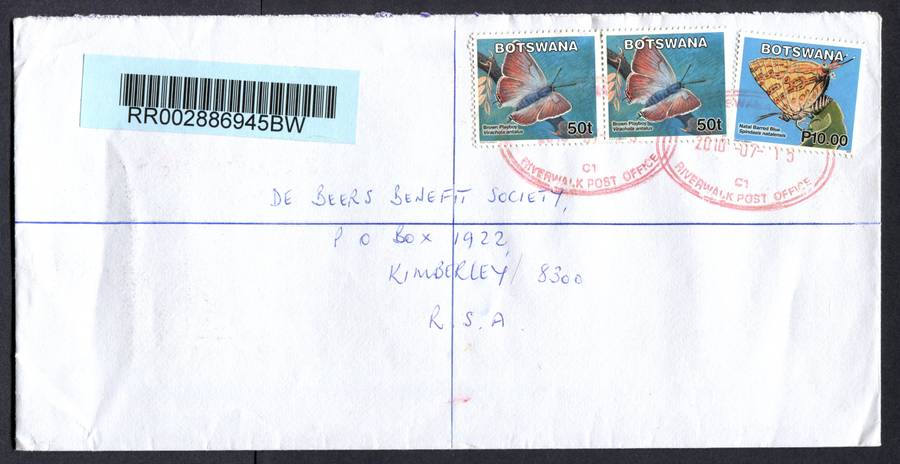 RR002886945BW
BOTSWANA
Brown Playboy
Virachola antalus
50t
BOTSWANA
Brown Playboy
Virachola antalus
50t
BOTSWANA
Natal Barred Blue
Spindasis natalensis
P10.00
C1
RIVERWALK POST OFFICE
2010-07-15
C1
RIVERWALK POST OFFICE
DE BEERS BENEFIT SOCIETY,
P O BOX 1922,
KIMBERLEY/ 8300
R.S.A.